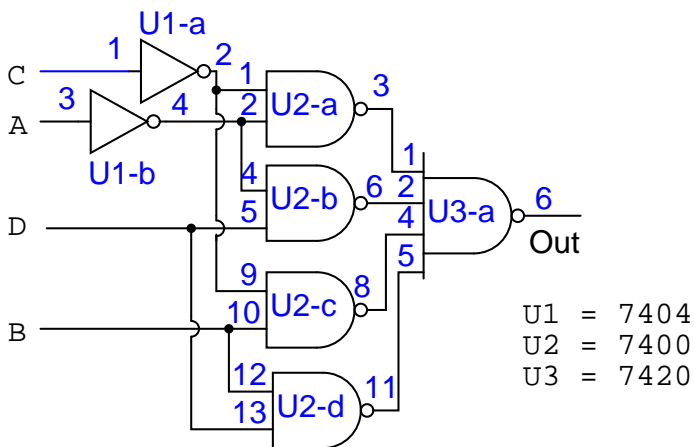 U1-a
C
1
2
1
2
U2-a
3
A
3
4
U1-b
4
5
U2-b
6
1
2
4
5
U3-a
6
Out
D
9
10
U2-c
8
B
12
13
U2-d
11
U1 = 7404
U2 = 7400
U3 = 7420